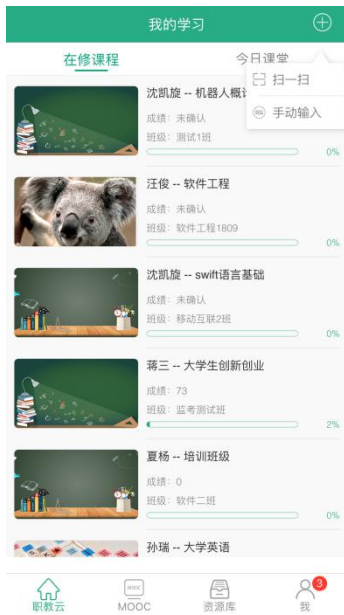 我的学习
在修课程
今日课堂
扫一扫
手动输入
沈凯旋 -- 机器人概
成绩：未确认
班级：测试1班
0%
汪俊 -- 软件工程
成绩：未确认
班级：软件工程1809
0%
沈凯旋 -- swift语言基础
成绩：未确认
班级：移动互联2班
0%
蒋三 -- 大学生创新创业
成绩：73
班级：监考测试班
2%
夏杨 -- 培训班级
成绩：0
班级：软件二班
0%
孙瑞 -- 大学英语
职教云
MOOC
资源库
3
我